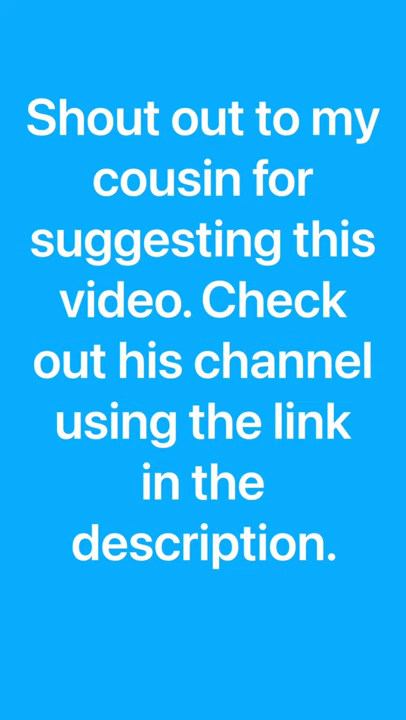 Shout out to my
cousin for
suggesting this
video. Check
out his channel
using the link
in the
description.